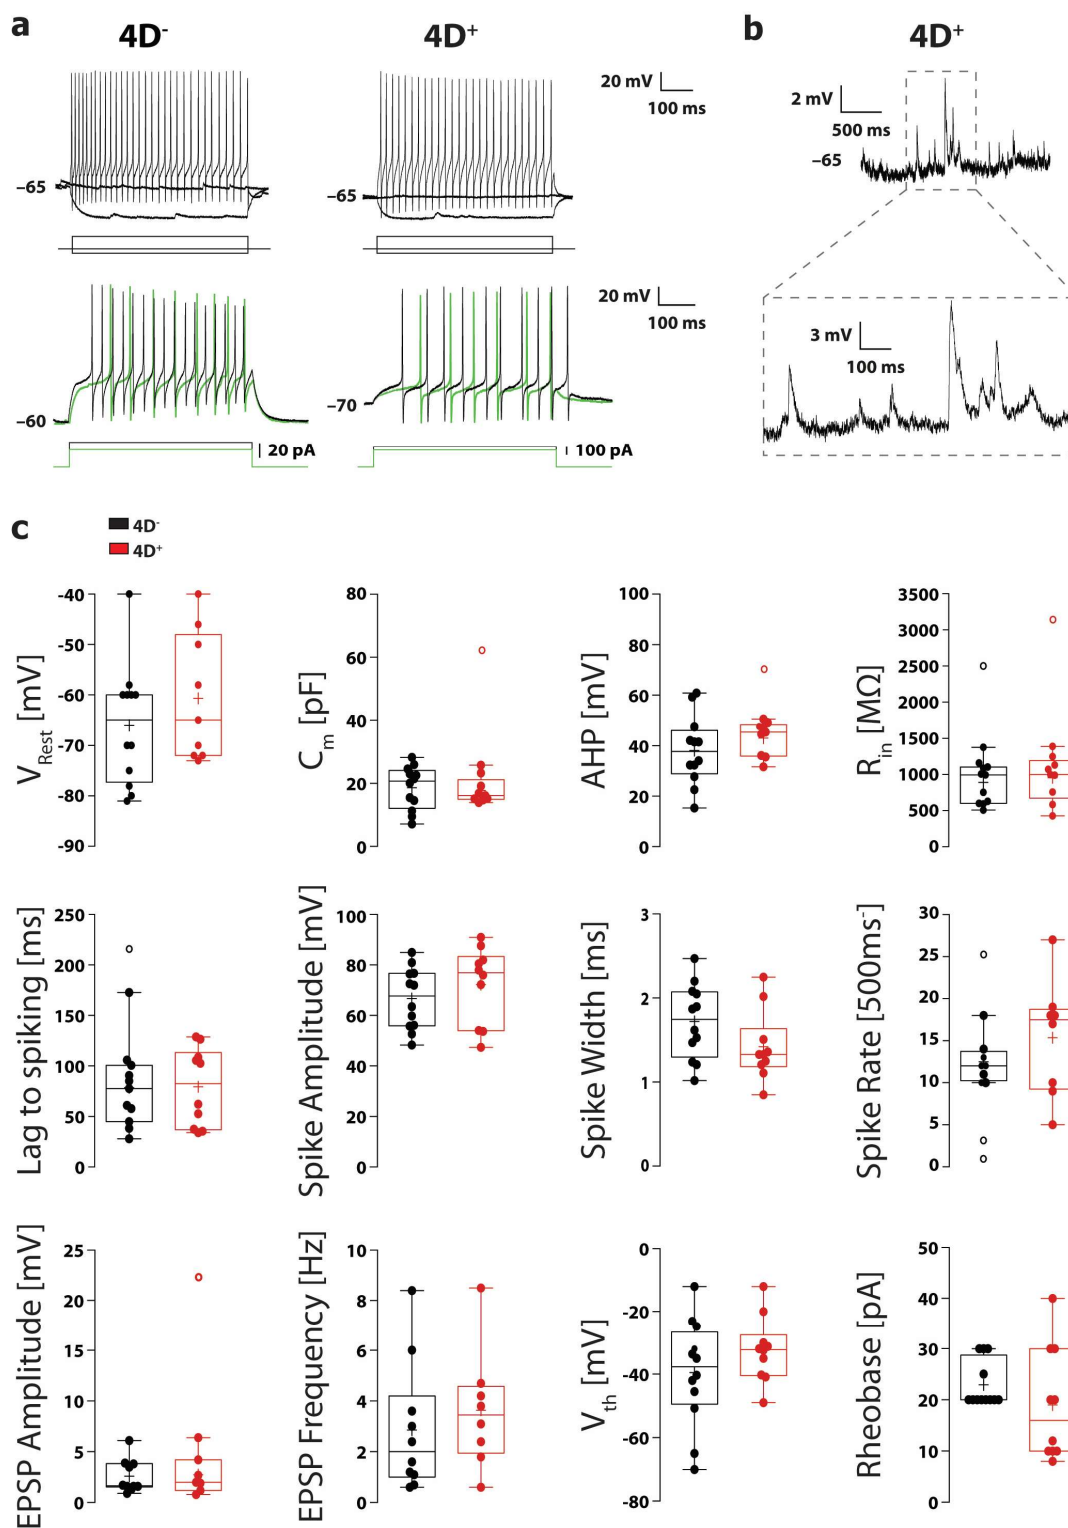 a
4D-
4D+
b
4D+
20 mV
100 ms
2 mV
500 ms
–65
–65
–65
20 mV
100 ms
3 mV
100 ms
–60
–70
20 pA
100 pA
c
4D-
4D+
VRest [mV]
-40
-50
-60
-70
-80
-90
Cm [pF]
80
60
40
20
0
AHP [mV]
100
80
60
40
20
0
Rin [MΩ]
3500
3000
2500
2000
1500
1000
500
0
Lag to spiking [ms]
250
200
150
100
50
0
Spike Amplitude [mV]
100
80
60
40
20
0
Spike Width [ms]
3
2
1
0
Spike Rate [500ms-]
30
25
20
15
10
5
0
EPSP Amplitude [mV]
25
20
15
10
5
0
EPSP Frequency [Hz]
10
8
6
4
2
0
Vth [mV]
0
-20
-40
-60
-80
Rheobase [pA]
50
40
30
20
10
0